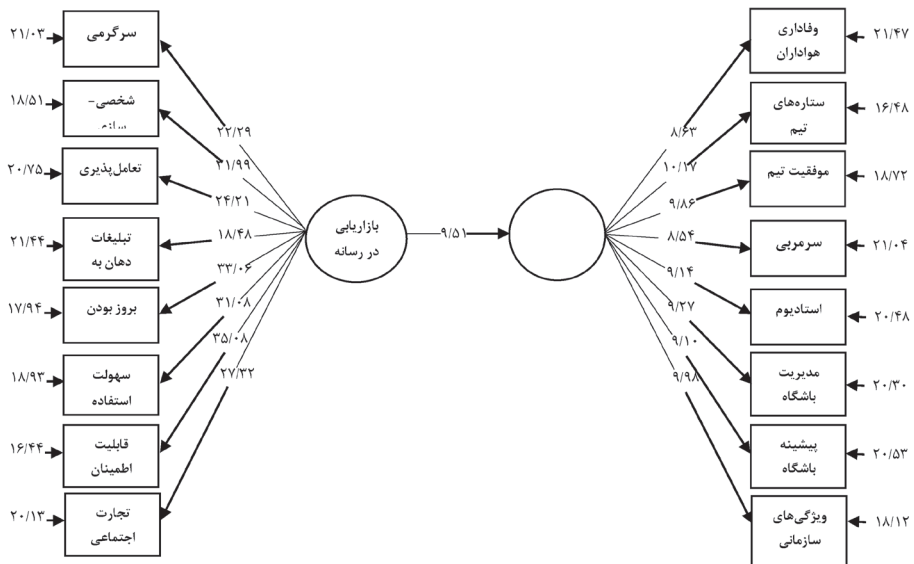 ۲۱/۰۳
سرگرمی
۱۸/۵۱
شخصی-
۲۰/۷۵
تعامل‌پذیری
۲۱/۴۴
تبلیغات
دهان به
۱۷/۹۴
بروز بودن
۱۸/۹۳
سهولت
استفاده
۱۶/۴۴
قابلیت
اطمینان
۲۰/۱۳
تجارت
اجتماعی
۲۲/۲۹
۳۱/۹۹
۲۴/۲۱
۱۸/۴۸
۳۳/۰۶
۳۱/۰۸
۳۵/۰۸
۲۷/۳۲
بازاریابی
در رسانه
۹/۵۱
۸/۶۳
۱۰/۱۷
۹/۸۶
۸/۵۴
۹/۱۴
۹/۲۷
۹/۱۰
۹/۹۸
وفاداری
هواداران
۲۱/۴۷
ستاره‌های
تیم
۱۶/۴۸
موفقیت تیم
۱۸/۷۲
سرمربی
۲۱/۰۴
استادیوم
۲۰/۴۸
مدیریت
باشگاه
۲۰/۳۰
پیشینه
باشگاه
۲۰/۵۳
ویژگی‌های
سازمانی
۱۸/۱۲